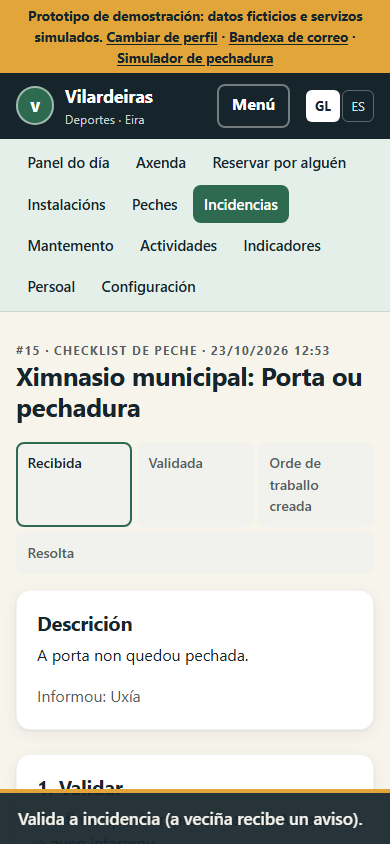 Prototipo de demostración: datos ficticios e servizos
simulados. Cambiar de perfil · Bandexa de correo ·
Simulador de pechadura
v
Vilardeiras
Deportes · Eira
Menú
GL
ES
Panel do día
Axenda
Reservar por alguén
Instalacións
Peches
Incidencias
Mantemento
Actividades
Indicadores
Persoal
Configuración
#15 · CHECKLIST DE PECHE · 23/10/2026 12:53
Ximnasio municipal: Porta ou
pechadura
Recibida
Validada
Orde de
traballo
creada
Resolta
Descrición
A porta non quedou pechada.
Informou: Uxía
1. Validar
Valida a incidencia (a veciña recibe un aviso).